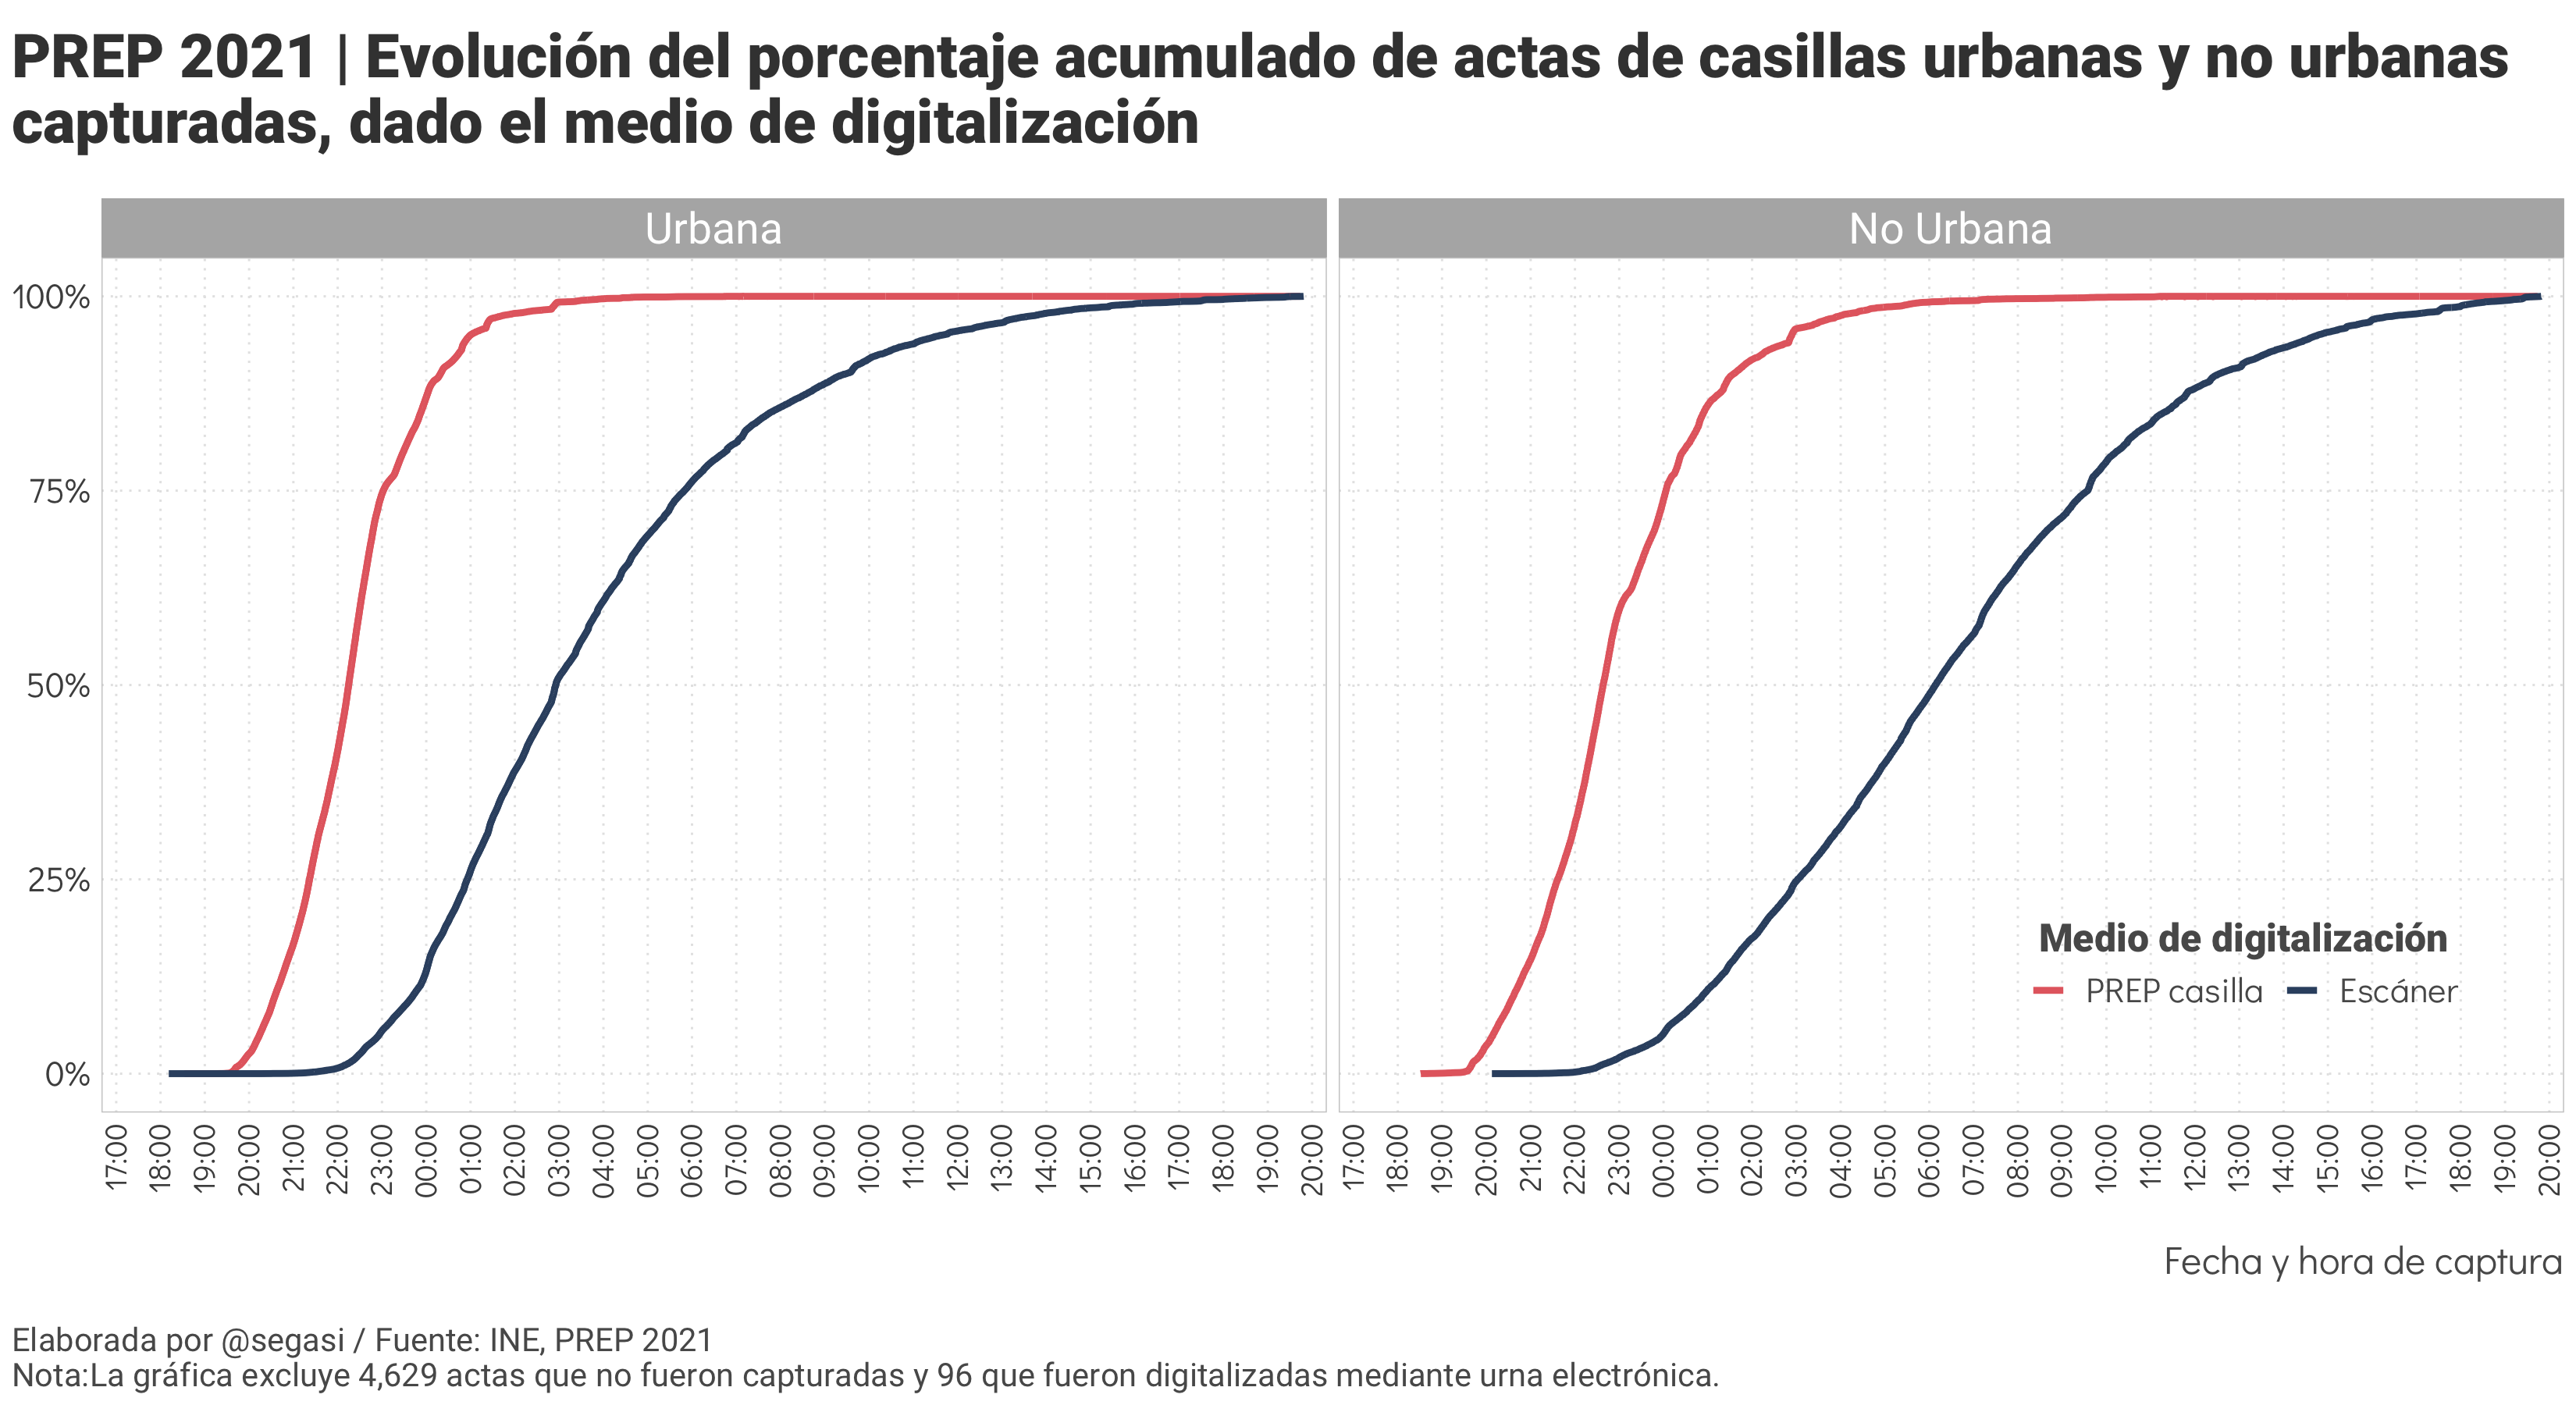 PREP 2021 | Evolución del porcentaje acumulado de actas de casillas urbanas y no urbanas
capturadas, dado el medio de digitalización
Urbana
No Urbana
100%
75%
50%
25%
0%
Medio de digitalización
PREP casilla
Escáner
17:00 18:00 19:00 20:00 21:00 22:00 23:00 00:00 01:00 02:00 03:00 04:00 05:00 06:00 07:00 08:00 09:00 10:00 11:00 12:00 13:00 14:00 15:00 16:00 17:00 18:00 19:00 20:00
17:00 18:00 19:00 20:00 21:00 22:00 23:00 00:00 01:00 02:00 03:00 04:00 05:00 06:00 07:00 08:00 09:00 10:00 11:00 12:00 13:00 14:00 15:00 16:00 17:00 18:00 19:00 20:00
Fecha y hora de captura
Elaborada por @segasi / Fuente: INE, PREP 2021
Nota:La gráfica excluye 4,629 actas que no fueron capturadas y 96 que fueron digitalizadas mediante urna electrónica.